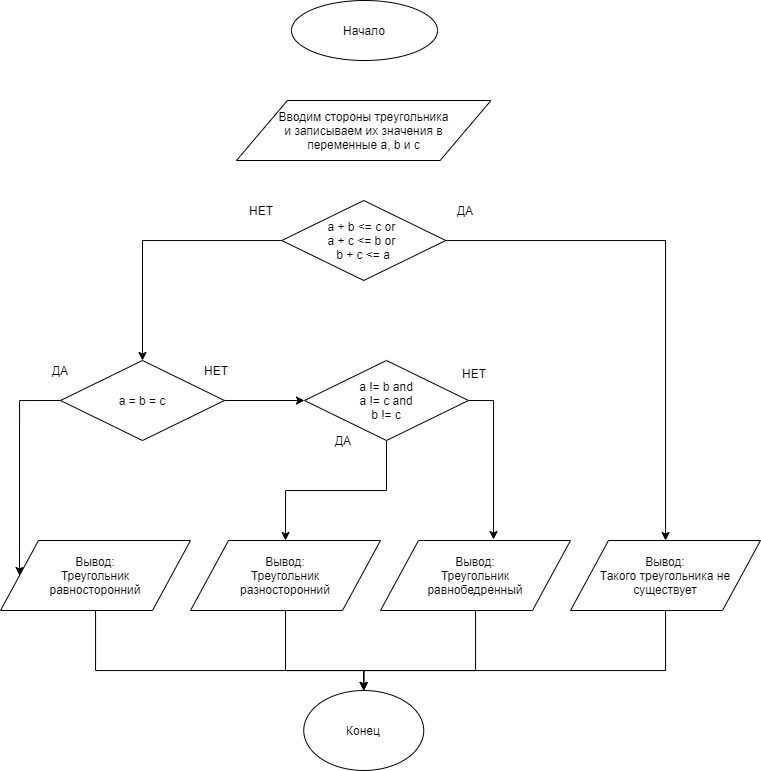 Начало
Вводим стороны треугольника
и записываем их значения в
переменные a, b и c
НЕТ
ДА
a + b <= c or
a + c <= b or
b + c <= a
ДА
НЕТ
НЕТ
a = b = c
a != b and
a != c and
b != c
ДА
Вывод:
Треугольник
равносторонний
Вывод:
Треугольник
разносторонний
Вывод:
Треугольник
равнобедренный
Вывод:
Такого треугольника не
существует
Конец